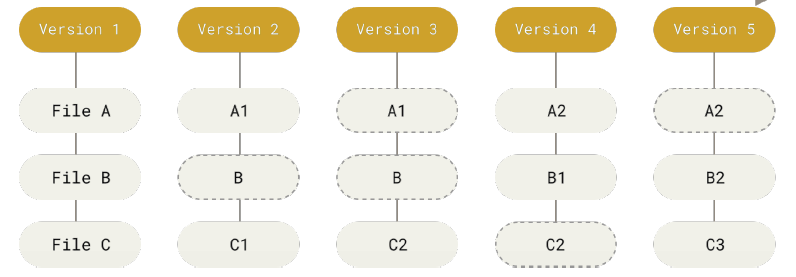 Version 1 Version 2 Version 3 Version 4 Version 5
File A A1 A1 A2 A2
File B B B B1 B2
File C C1 C2 C2 C3